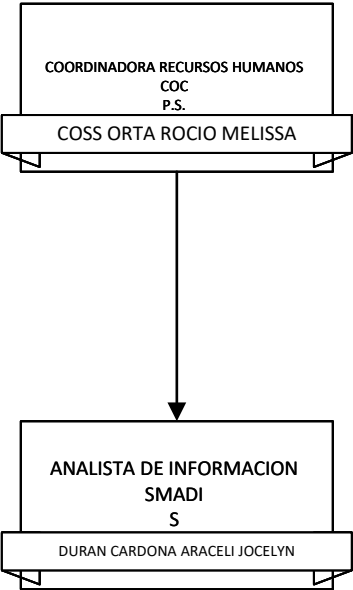 COORDINADORA RECURSOS HUMANOS
COC
P.S.
COSS ORTA ROCIO MELISSA
ANALISTA DE INFORMACION
SMADI
S
DURAN CARDONA ARACELI JOCELYN